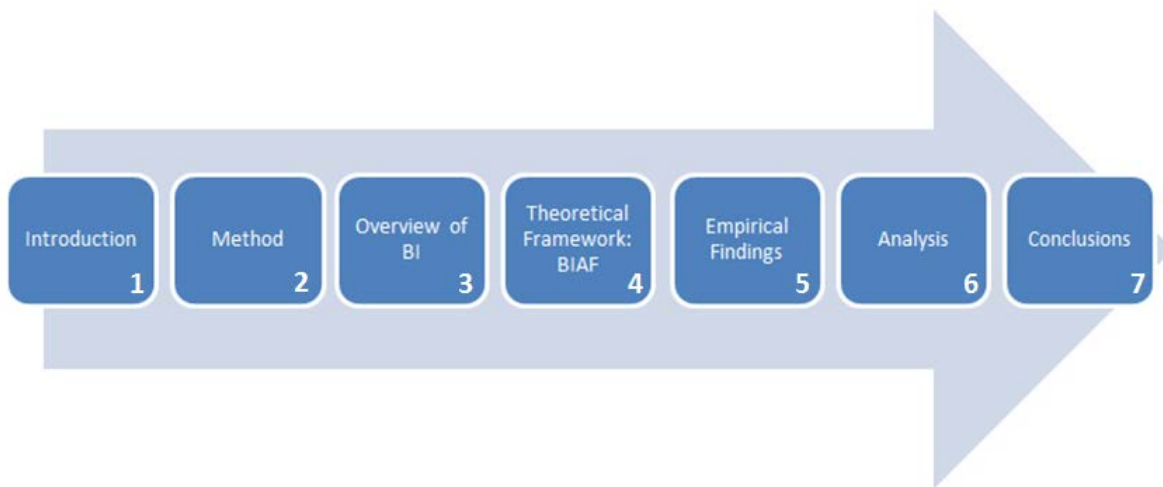 Introduction
1
Method
2
Overview of
BI
3
Theoretical
Framework:
BIAF
4
Empirical
Findings
5
Analysis
6
Conclusions
7